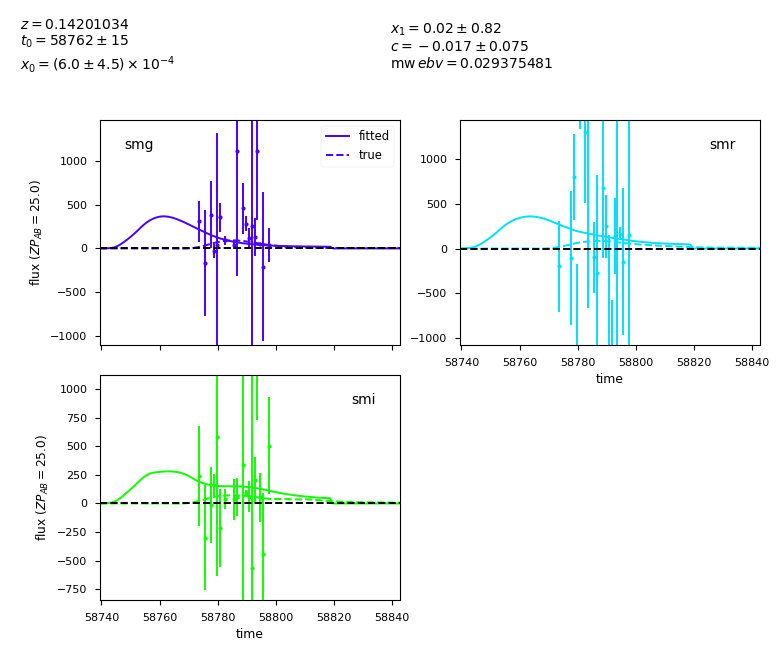 z = 0.14201034
t₀ = 58762 ± 15
x₀ = (6.0 ± 4.5) × 10⁻⁴
x₁ = 0.02 ± 0.82
c = −0.017 ± 0.075
mw ebv = 0.029375481
smg
fitted
true
1000
500
0
−500
−1000
flux (ZP_AB = 25.0)
smr
1000
500
0
−500
−1000
58740 58760 58780 58800 58820 58840
time
smi
1000
750
500
250
0
−250
−500
−750
flux (ZP_AB = 25.0)
58740 58760 58780 58800 58820 58840
time